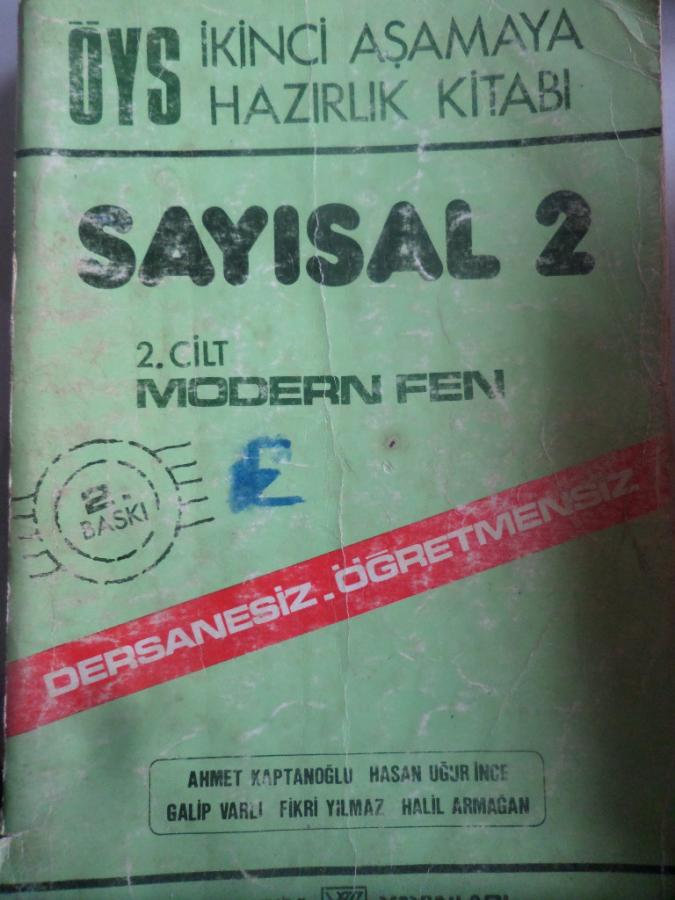 ÖYS İKİNCİ AŞAMAYA
HAZIRLIK KİTABI
SAYISAL 2
2. CİLT
MODERN FEN
E
2.
BASKI
DERSANESİZ.ÖĞRETMENSİZ
AHMET KAPTANOĞLU HASAN UĞUR İNCE
GALİP VARLI FİKRİ YILMAZ HALİL ARMAĞAN